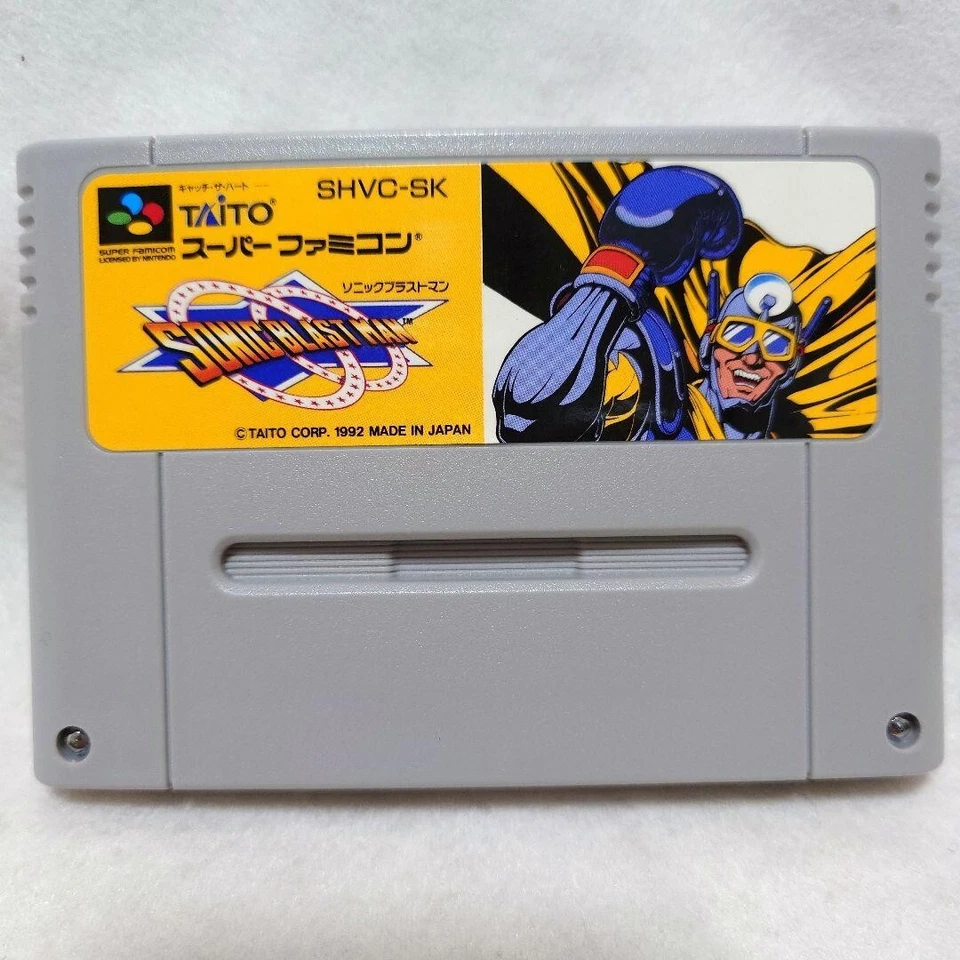 キャッチ・ザ・ハート
SHVC-SK
TAITO®
SUPER FAMICOM
LICENSED BY NINTENDO
スーパーファミコン®
ソニックブラストマン
SONIC BLAST MAN™
© TAITO CORP. 1992 MADE IN JAPAN